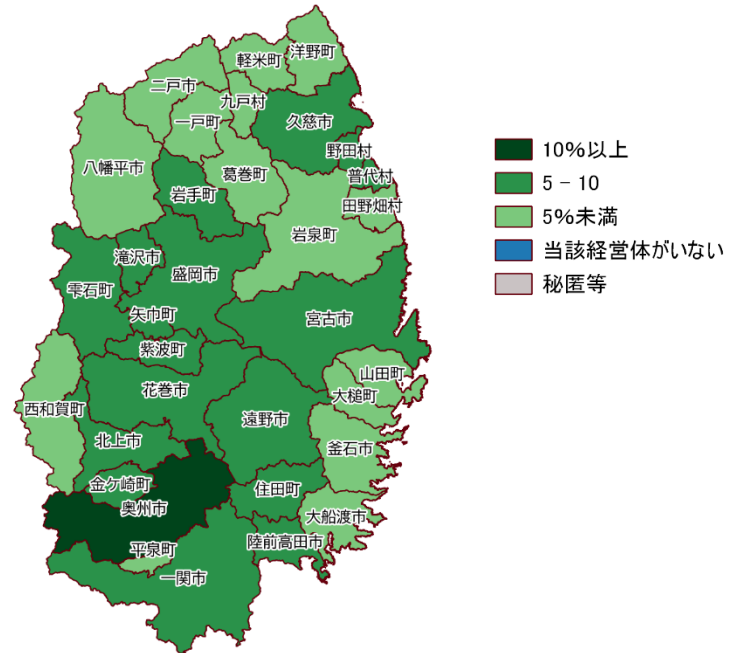 洋野町
軽米町
二戸市
九戸村
一戸町
久慈市
野田村
八幡平市
葛巻町
普代村
岩手町
田野畑村
岩泉町
滝沢市
盛岡市
雫石町
矢巾町
宮古市
紫波町
山田町
花巻市
大槌町
西和賀町
遠野市
北上市
釜石市
金ケ崎町
住田町
奥州市
大船渡市
陸前高田市
平泉町
一関市
10%以上
5 - 10
5%未満
当該経営体がいない
秘匿等